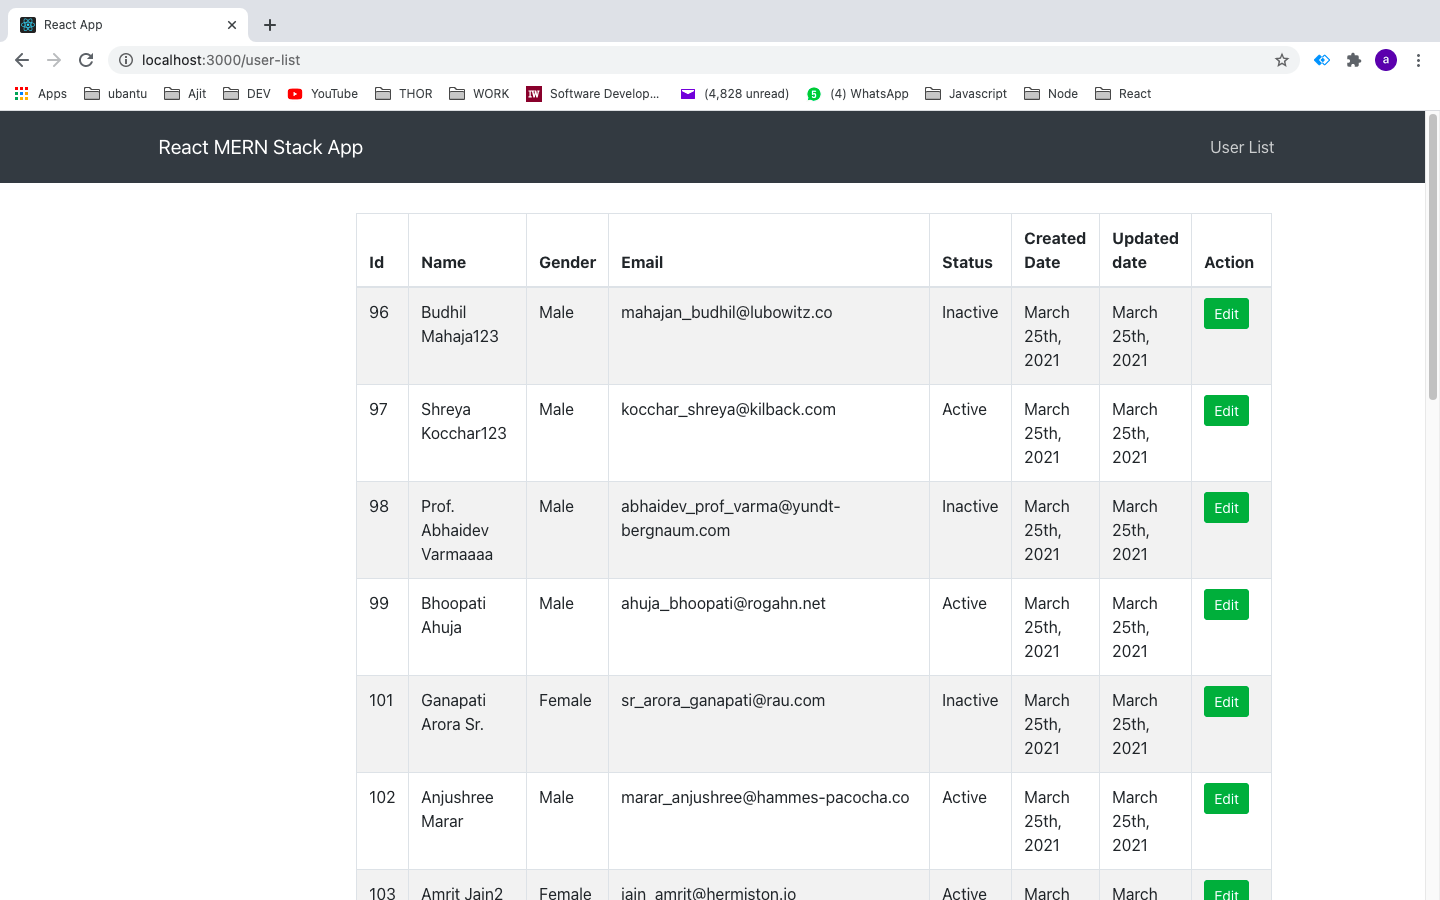 React App
localhost:3000/user-list
a
Apps ubantu Ajit DEV YouTube THOR WORK IW Software Develop... (4,828 unread) 5 (4) WhatsApp Javascript Node React
React MERN Stack App User List
Id Name Gender Email Status Created Date Updated date Action
96 Budhil Mahaja123 Male mahajan_budhil@lubowitz.co Inactive March 25th, 2021 March 25th, 2021 Edit
97 Shreya Kocchar123 Male kocchar_shreya@kilback.com Active March 25th, 2021 March 25th, 2021 Edit
98 Prof. Abhaidev Varmaaaa Male abhaidev_prof_varma@yundt-bergnaum.com Inactive March 25th, 2021 March 25th, 2021 Edit
99 Bhoopati Ahuja Male ahuja_bhoopati@rogahn.net Active March 25th, 2021 March 25th, 2021 Edit
101 Ganapati Arora Sr. Female sr_arora_ganapati@rau.com Inactive March 25th, 2021 March 25th, 2021 Edit
102 Anjushree Marar Male marar_anjushree@hammes-pacocha.co Active March 25th, 2021 March 25th, 2021 Edit
103 Amrit Jain2 Female jain_amrit@hermiston.io Active March March Edit